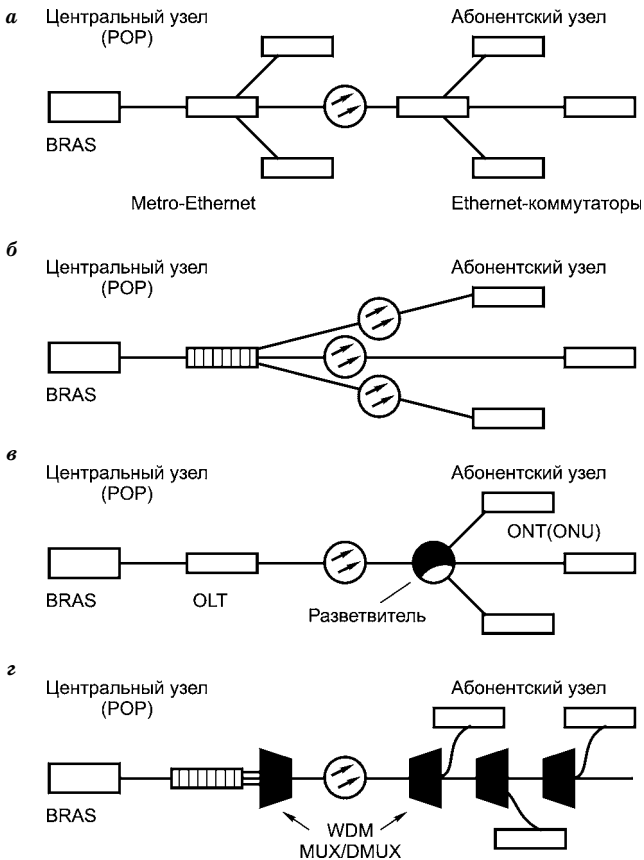 а
Центральный узел
(POP)
Абонентский узел
BRAS
Metro-Ethernet
Ethernet-коммутаторы
б
Центральный узел
(POP)
Абонентский узел
BRAS
в
Центральный узел
(POP)
Абонентский узел
ONT(ONU)
BRAS
OLT
Разветвитель
г
Центральный узел
(POP)
Абонентский узел
BRAS
WDM
MUX/DMUX